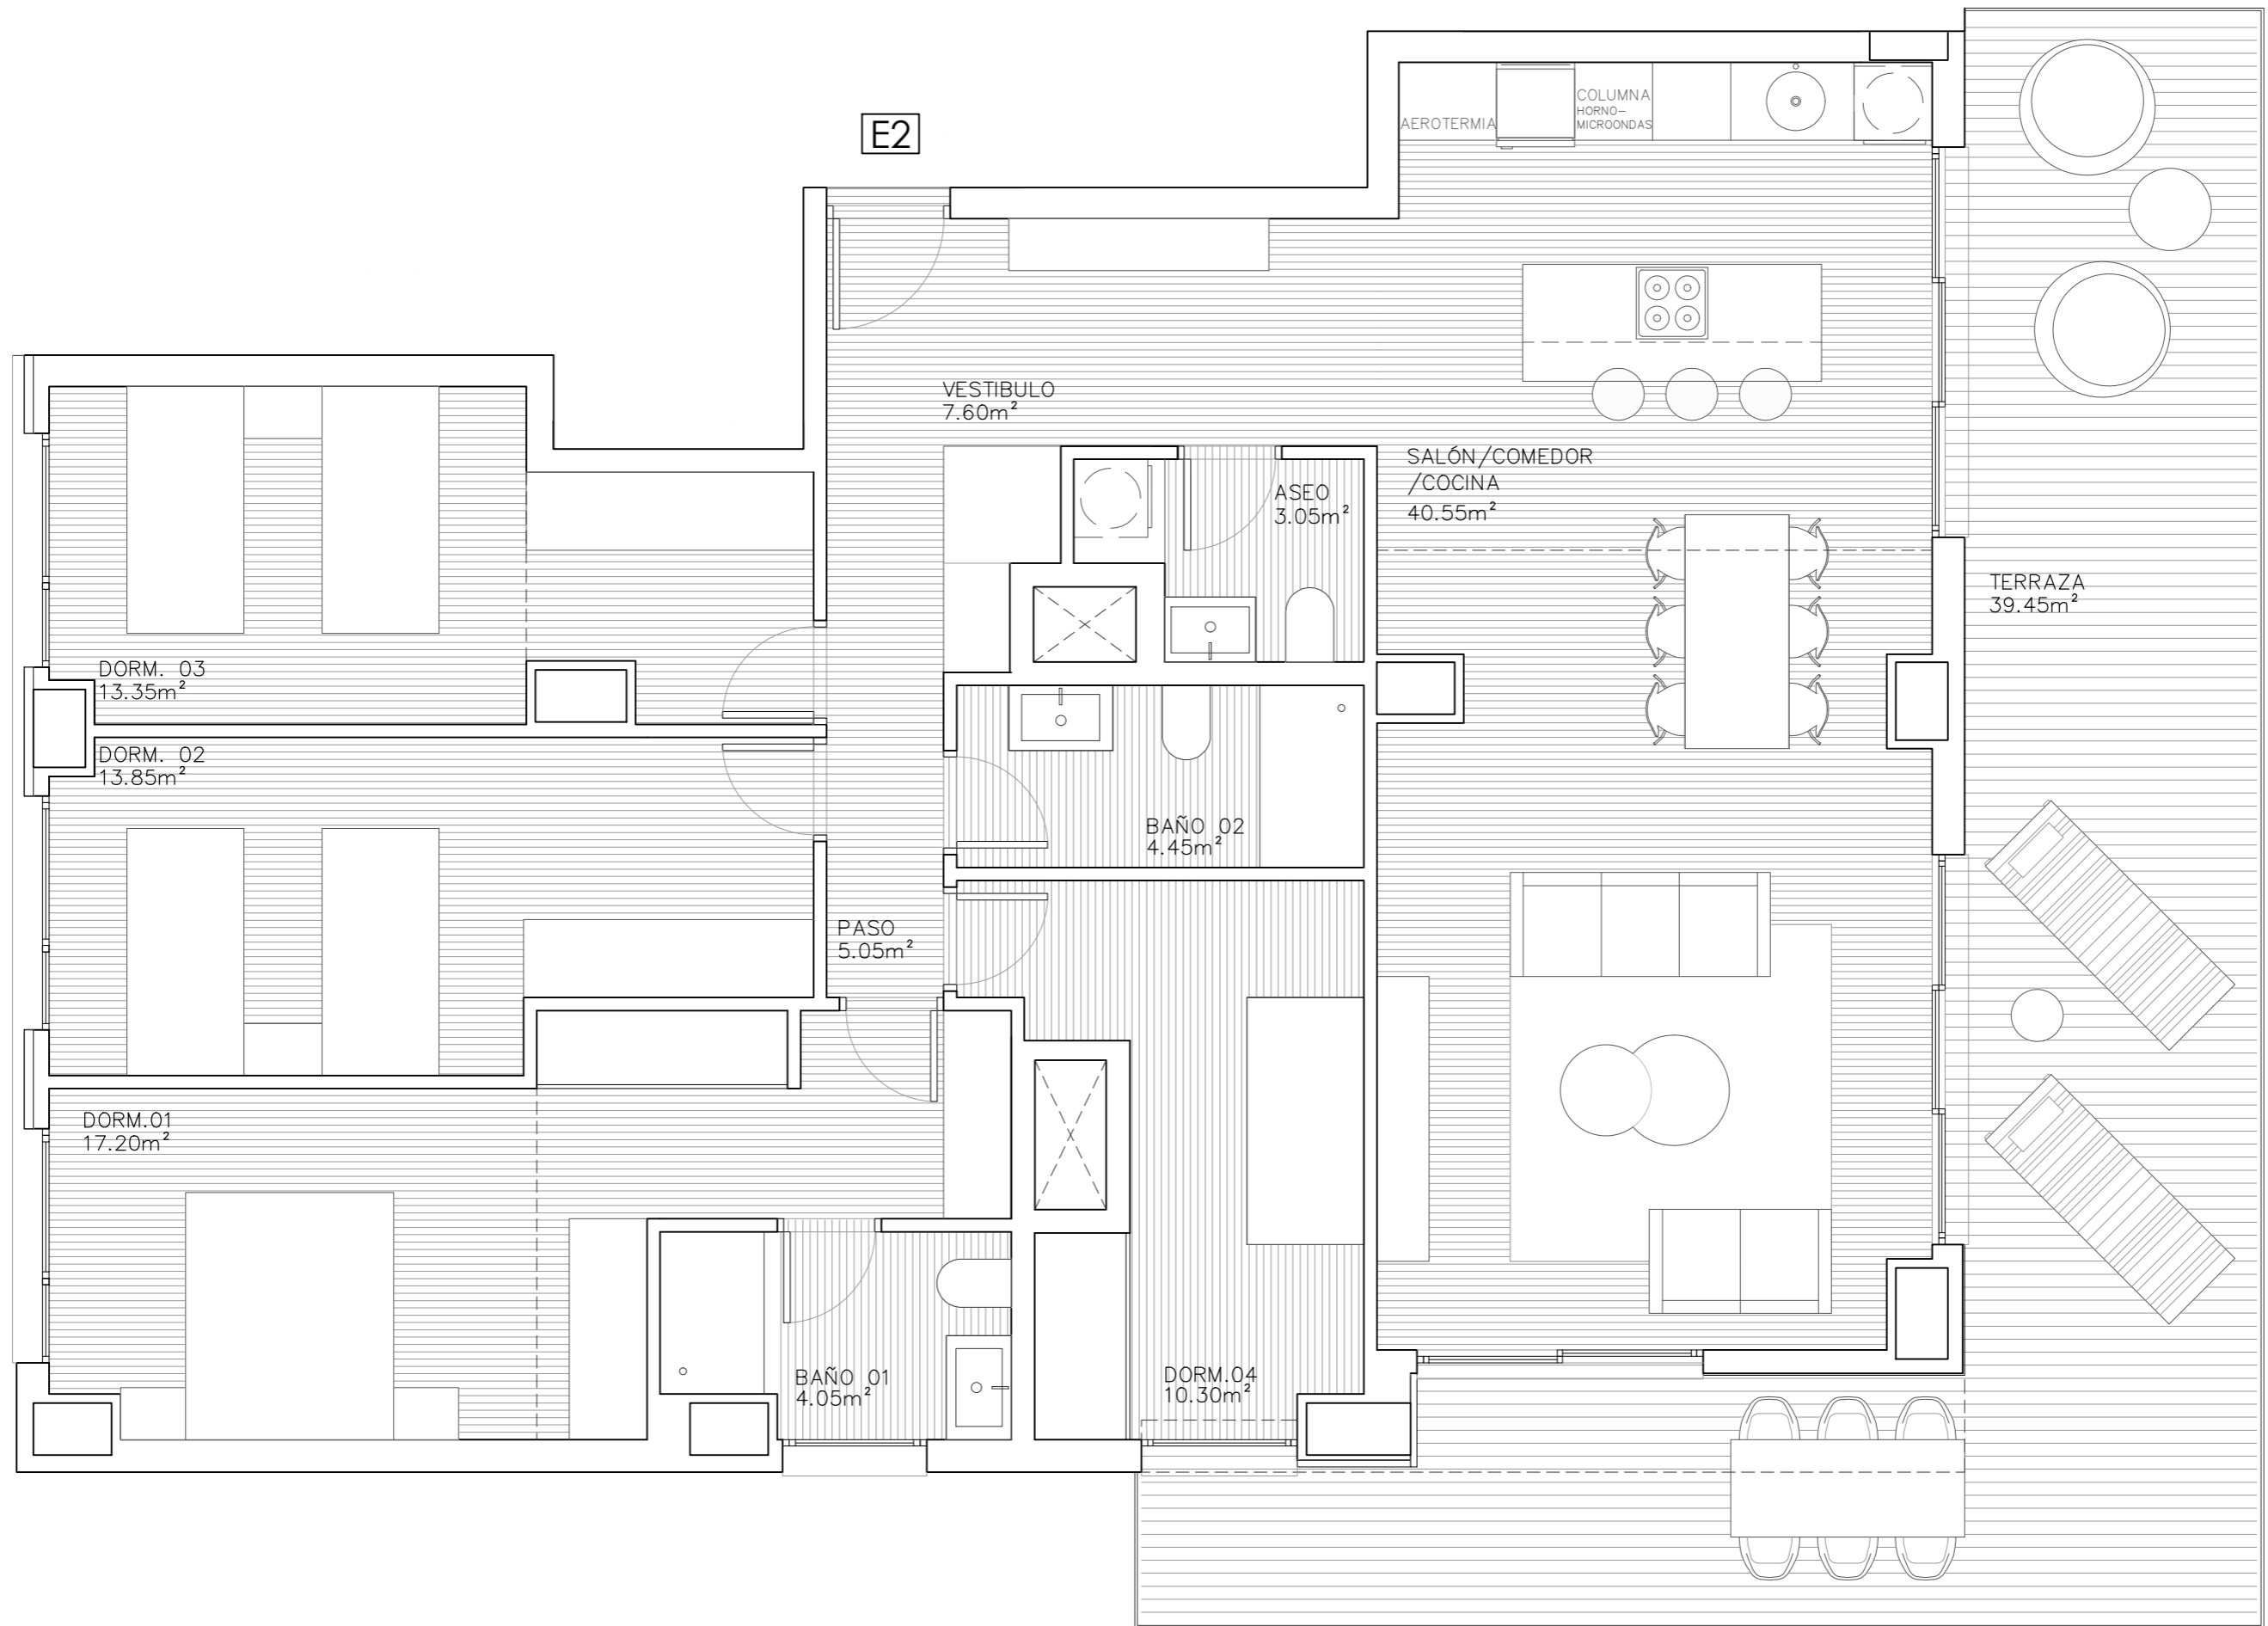 E2
AEROTERMIA
COLUMNA
HORNO-
MICROONDAS
VESTIBULO
7.60m²
SALÓN/COMEDOR
/COCINA
40.55m²
ASEO
3.05m²
TERRAZA
39.45m²
DORM. 03
13.35m²
DORM. 02
13.85m²
BAÑO 02
4.45m²
PASO
5.05m²
DORM.01
17.20m²
BAÑO 01
4.05m²
DORM.04
10.30m²